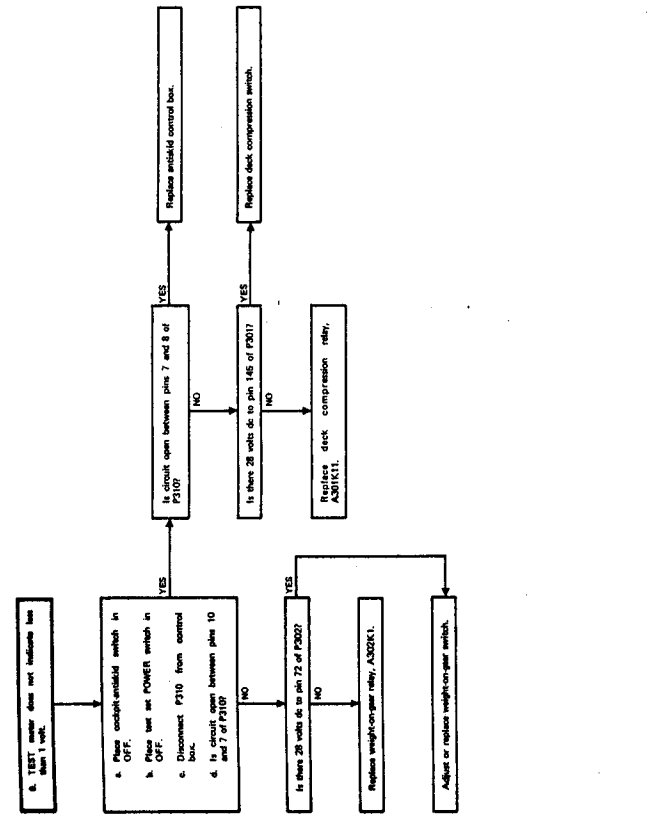 a. TEST meter does not indicate less
than 1 volt.
a. Place cockpit-antiskid switch in
OFF.
b. Place test set POWER switch in
OFF.
c. Disconnect P310 from control
box.
d. Is circuit open between pins 10
and 7 of P310?
YES
NO
Is circuit open between pins 7 and 8 of
P310?
YES
NO
Replace antiskid control box.
Is there 28 volts dc to pin 145 of P301?
YES
NO
Replace deck compression switch.
Replace deck compression relay,
A301K11.
Is there 28 volts dc to pin 72 of P302?
YES
NO
Replace weight-on-gear relay, A302K1.
Adjust or replace weight-on-gear switch.